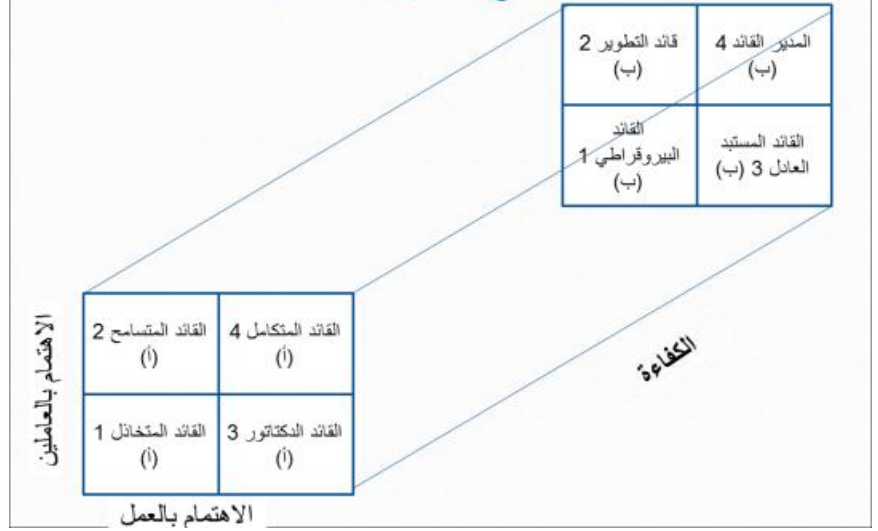 قائد التطوير 2
(ب)
المدير القائد 4
(ب)
القائد
البيروقراطي 1
(ب)
القائد المستبد
العادل 3 (ب)
الكفاءة
الاهتمام بالعاملين
القائد المتسامح 2
(أ)
القائد المتكامل 4
(أ)
القائد المتخاذل 1
(أ)
القائد الدكتاتور 3
(أ)
الاهتمام بالعمل